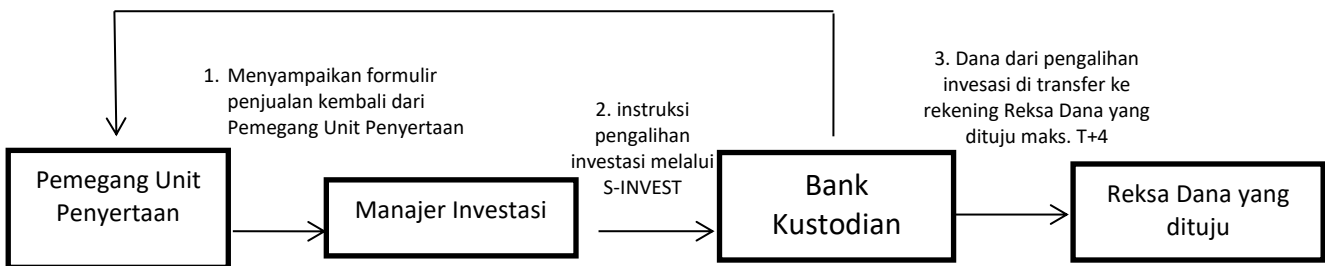 1. Menyampaikan formulir
penjualan kembali dari
Pemegang Unit Penyertaan
2. instruksi
pengalihan
investasi melalui
S-INVEST
3. Dana dari pengalihan
invesasi di transfer ke
rekening Reksa Dana yang
dituju maks. T+4
Pemegang Unit
Penyertaan
Manajer Investasi
Bank
Kustodian
Reksa Dana yang
dituju